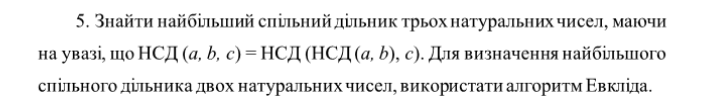 5. Знайти найбільший спільний дільник трьох натуральних чисел, маючи
на увазі, що НСД (a, b, c) = НСД (НСД (a, b), c). Для визначення найбільшого
спільного дільника двох натуральних чисел, використати алгоритм Евкліда.